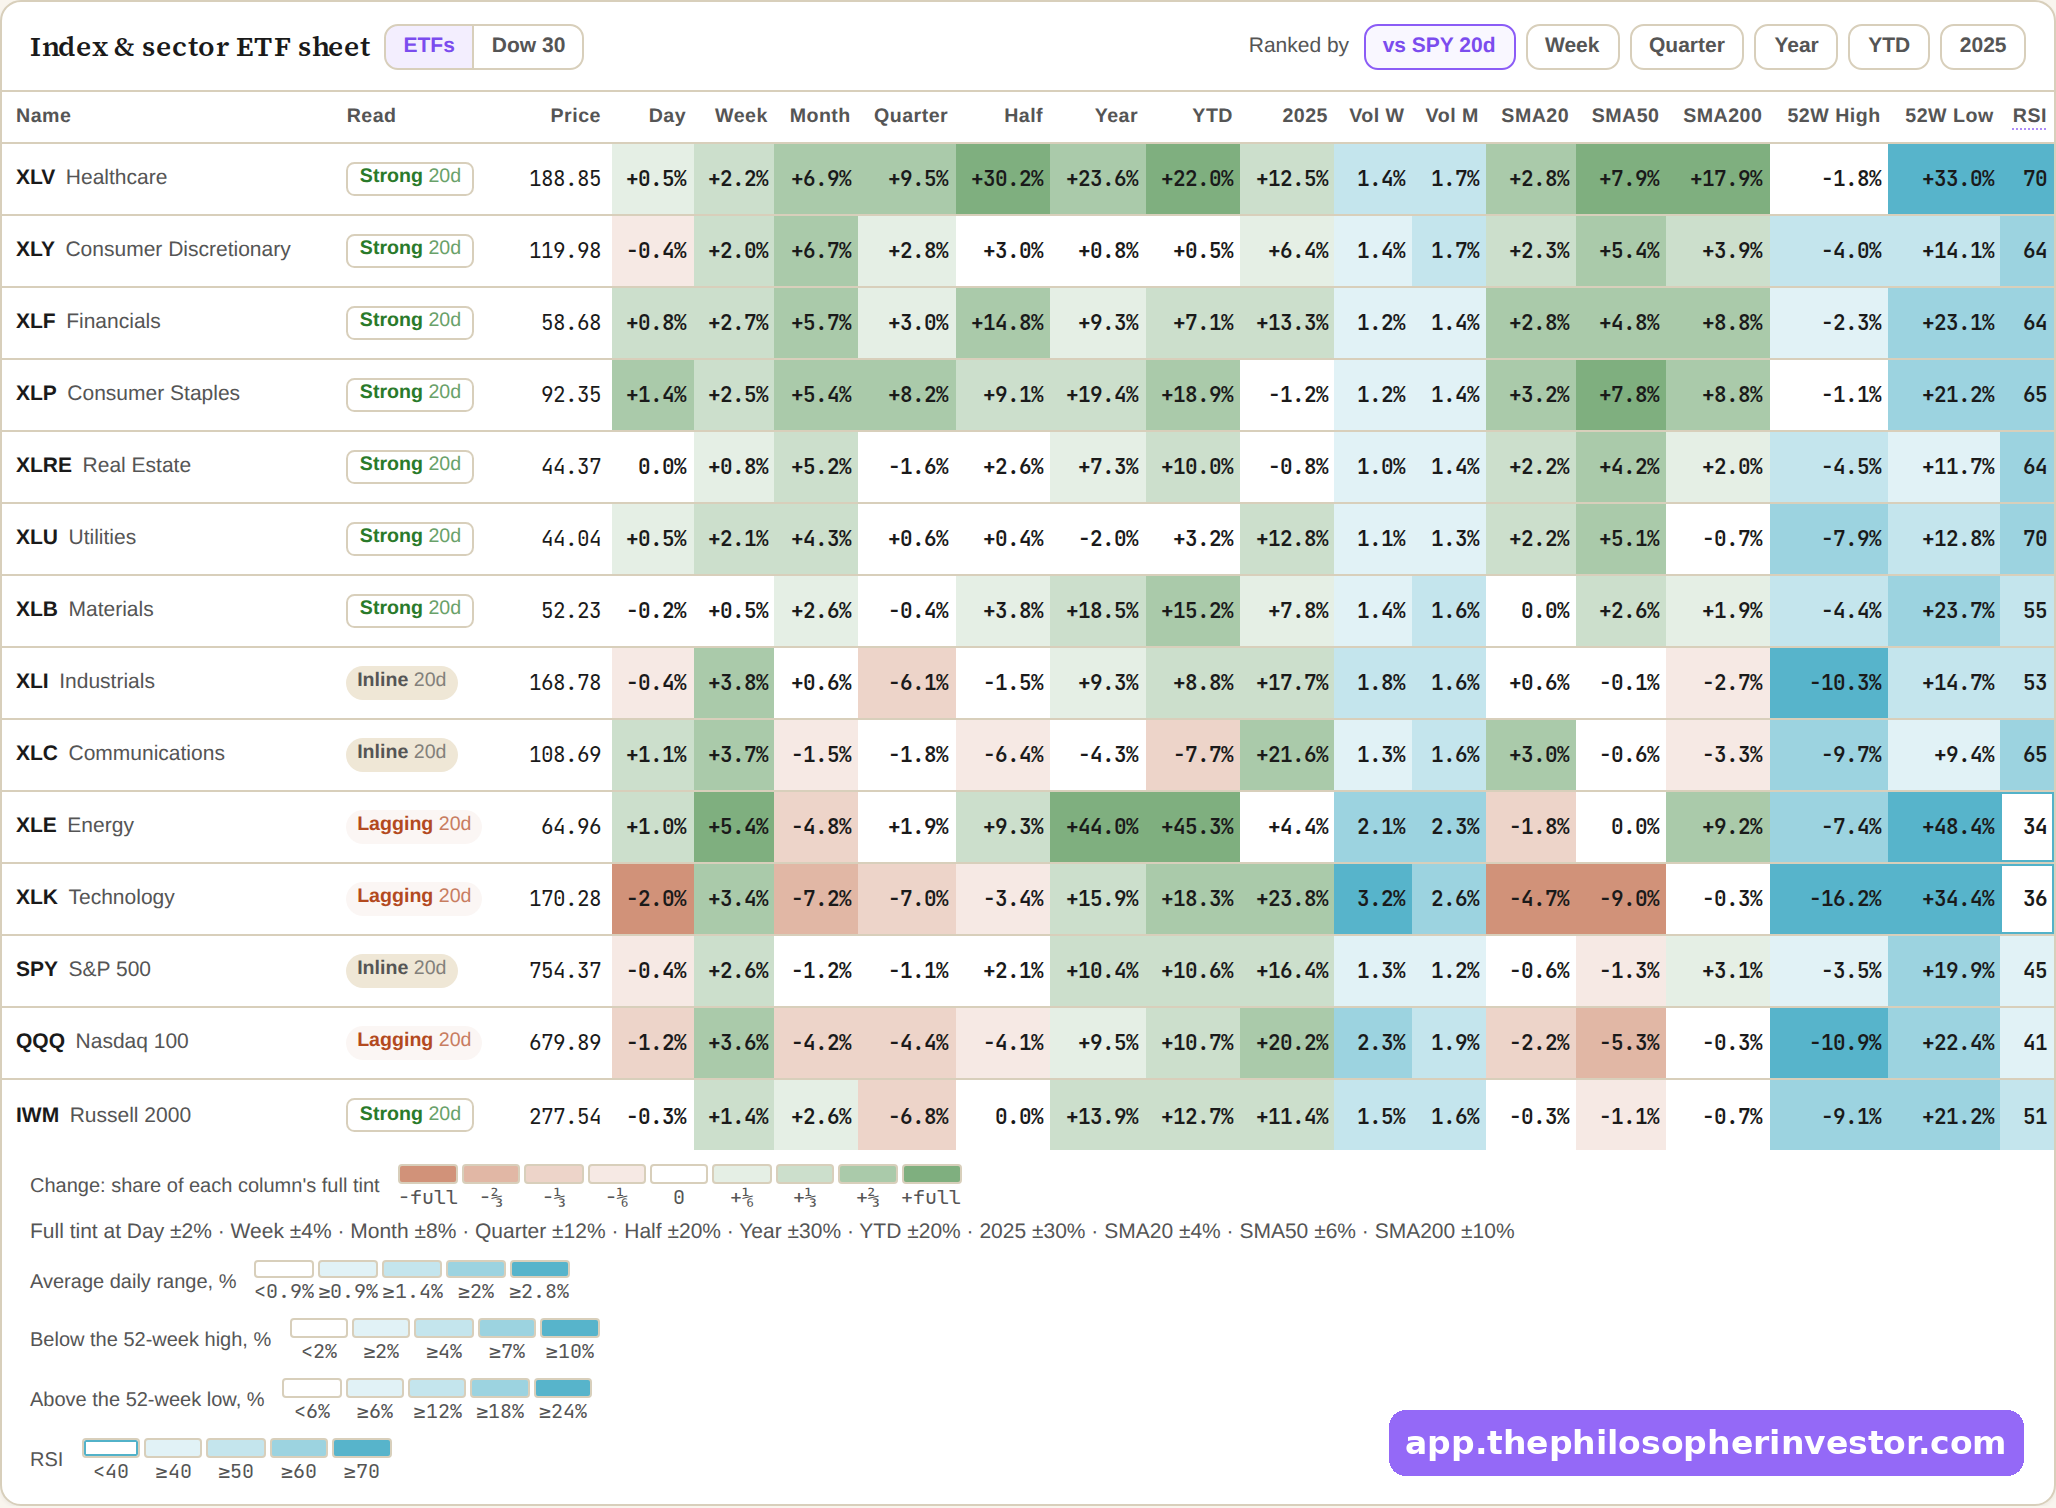 Index & sector ETF sheet ETFs Dow 30 Ranked by vs SPY 20d Week Quarter Year YTD 2025
Name Read Price Day Week Month Quarter Half Year YTD 2025 Vol W Vol M SMA20 SMA50 SMA200 52W High 52W Low RSI
XLV Healthcare Strong 20d 188.85 +0.5% +2.2% +6.9% +9.5% +30.2% +23.6% +22.0% +12.5% 1.4% 1.7% +2.8% +7.9% +17.9% -1.8% +33.0% 70
XLY Consumer Discretionary Strong 20d 119.98 -0.4% +2.0% +6.7% +2.8% +3.0% +0.8% +0.5% +6.4% 1.4% 1.7% +2.3% +5.4% +3.9% -4.0% +14.1% 64
XLF Financials Strong 20d 58.68 +0.8% +2.7% +5.7% +3.0% +14.8% +9.3% +7.1% +13.3% 1.2% 1.4% +2.8% +4.8% +8.8% -2.3% +23.1% 64
XLP Consumer Staples Strong 20d 92.35 +1.4% +2.5% +5.4% +8.2% +9.1% +19.4% +18.9% -1.2% 1.2% 1.4% +3.2% +7.8% +8.8% -1.1% +21.2% 65
XLRE Real Estate Strong 20d 44.37 0.0% +0.8% +5.2% -1.6% +2.6% +7.3% +10.0% -0.8% 1.0% 1.4% +2.2% +4.2% +2.0% -4.5% +11.7% 64
XLU Utilities Strong 20d 44.04 +0.5% +2.1% +4.3% +0.6% +0.4% -2.0% +3.2% +12.8% 1.1% 1.3% +2.2% +5.1% -0.7% -7.9% +12.8% 70
XLB Materials Strong 20d 52.23 -0.2% +0.5% +2.6% -0.4% +3.8% +18.5% +15.2% +7.8% 1.4% 1.6% 0.0% +2.6% +1.9% -4.4% +23.7% 55
XLI Industrials Inline 20d 168.78 -0.4% +3.8% +0.6% -6.1% -1.5% +9.3% +8.8% +17.7% 1.8% 1.6% +0.6% -0.1% -2.7% -10.3% +14.7% 53
XLC Communications Inline 20d 108.69 +1.1% +3.7% -1.5% -1.8% -6.4% -4.3% -7.7% +21.6% 1.3% 1.6% +3.0% -0.6% -3.3% -9.7% +9.4% 65
XLE Energy Lagging 20d 64.96 +1.0% +5.4% -4.8% +1.9% +9.3% +44.0% +45.3% +4.4% 2.1% 2.3% -1.8% 0.0% +9.2% -7.4% +48.4% 34
XLK Technology Lagging 20d 170.28 -2.0% +3.4% -7.2% -7.0% -3.4% +15.9% +18.3% +23.8% 3.2% 2.6% -4.7% -9.0% -0.3% -16.2% +34.4% 36
SPY S&P 500 Inline 20d 754.37 -0.4% +2.6% -1.2% -1.1% +2.1% +10.4% +10.6% +16.4% 1.3% 1.2% -0.6% -1.3% +3.1% -3.5% +19.9% 45
QQQ Nasdaq 100 Lagging 20d 679.89 -1.2% +3.6% -4.2% -4.4% -4.1% +9.5% +10.7% +20.2% 2.3% 1.9% -2.2% -5.3% -0.3% -10.9% +22.4% 41
IWM Russell 2000 Strong 20d 277.54 -0.3% +1.4% +2.6% -6.8% 0.0% +13.9% +12.7% +11.4% 1.5% 1.6% -0.3% -1.1% -0.7% -9.1% +21.2% 51
Change: share of each column's full tint -full -⅔ -⅓ -⅙ 0 +⅙ +⅓ +⅔ +full
Full tint at Day ±2% · Week ±4% · Month ±8% · Quarter ±12% · Half ±20% · Year ±30% · YTD ±20% · 2025 ±30% · SMA20 ±4% · SMA50 ±6% · SMA200 ±10%
Average daily range, % <0.9% ≥0.9% ≥1.4% ≥2% ≥2.8%
Below the 52-week high, % <2% ≥2% ≥4% ≥7% ≥10%
Above the 52-week low, % <6% ≥6% ≥12% ≥18% ≥24%
RSI <40 ≥40 ≥50 ≥60 ≥70
app.thephilosopherinvestor.com